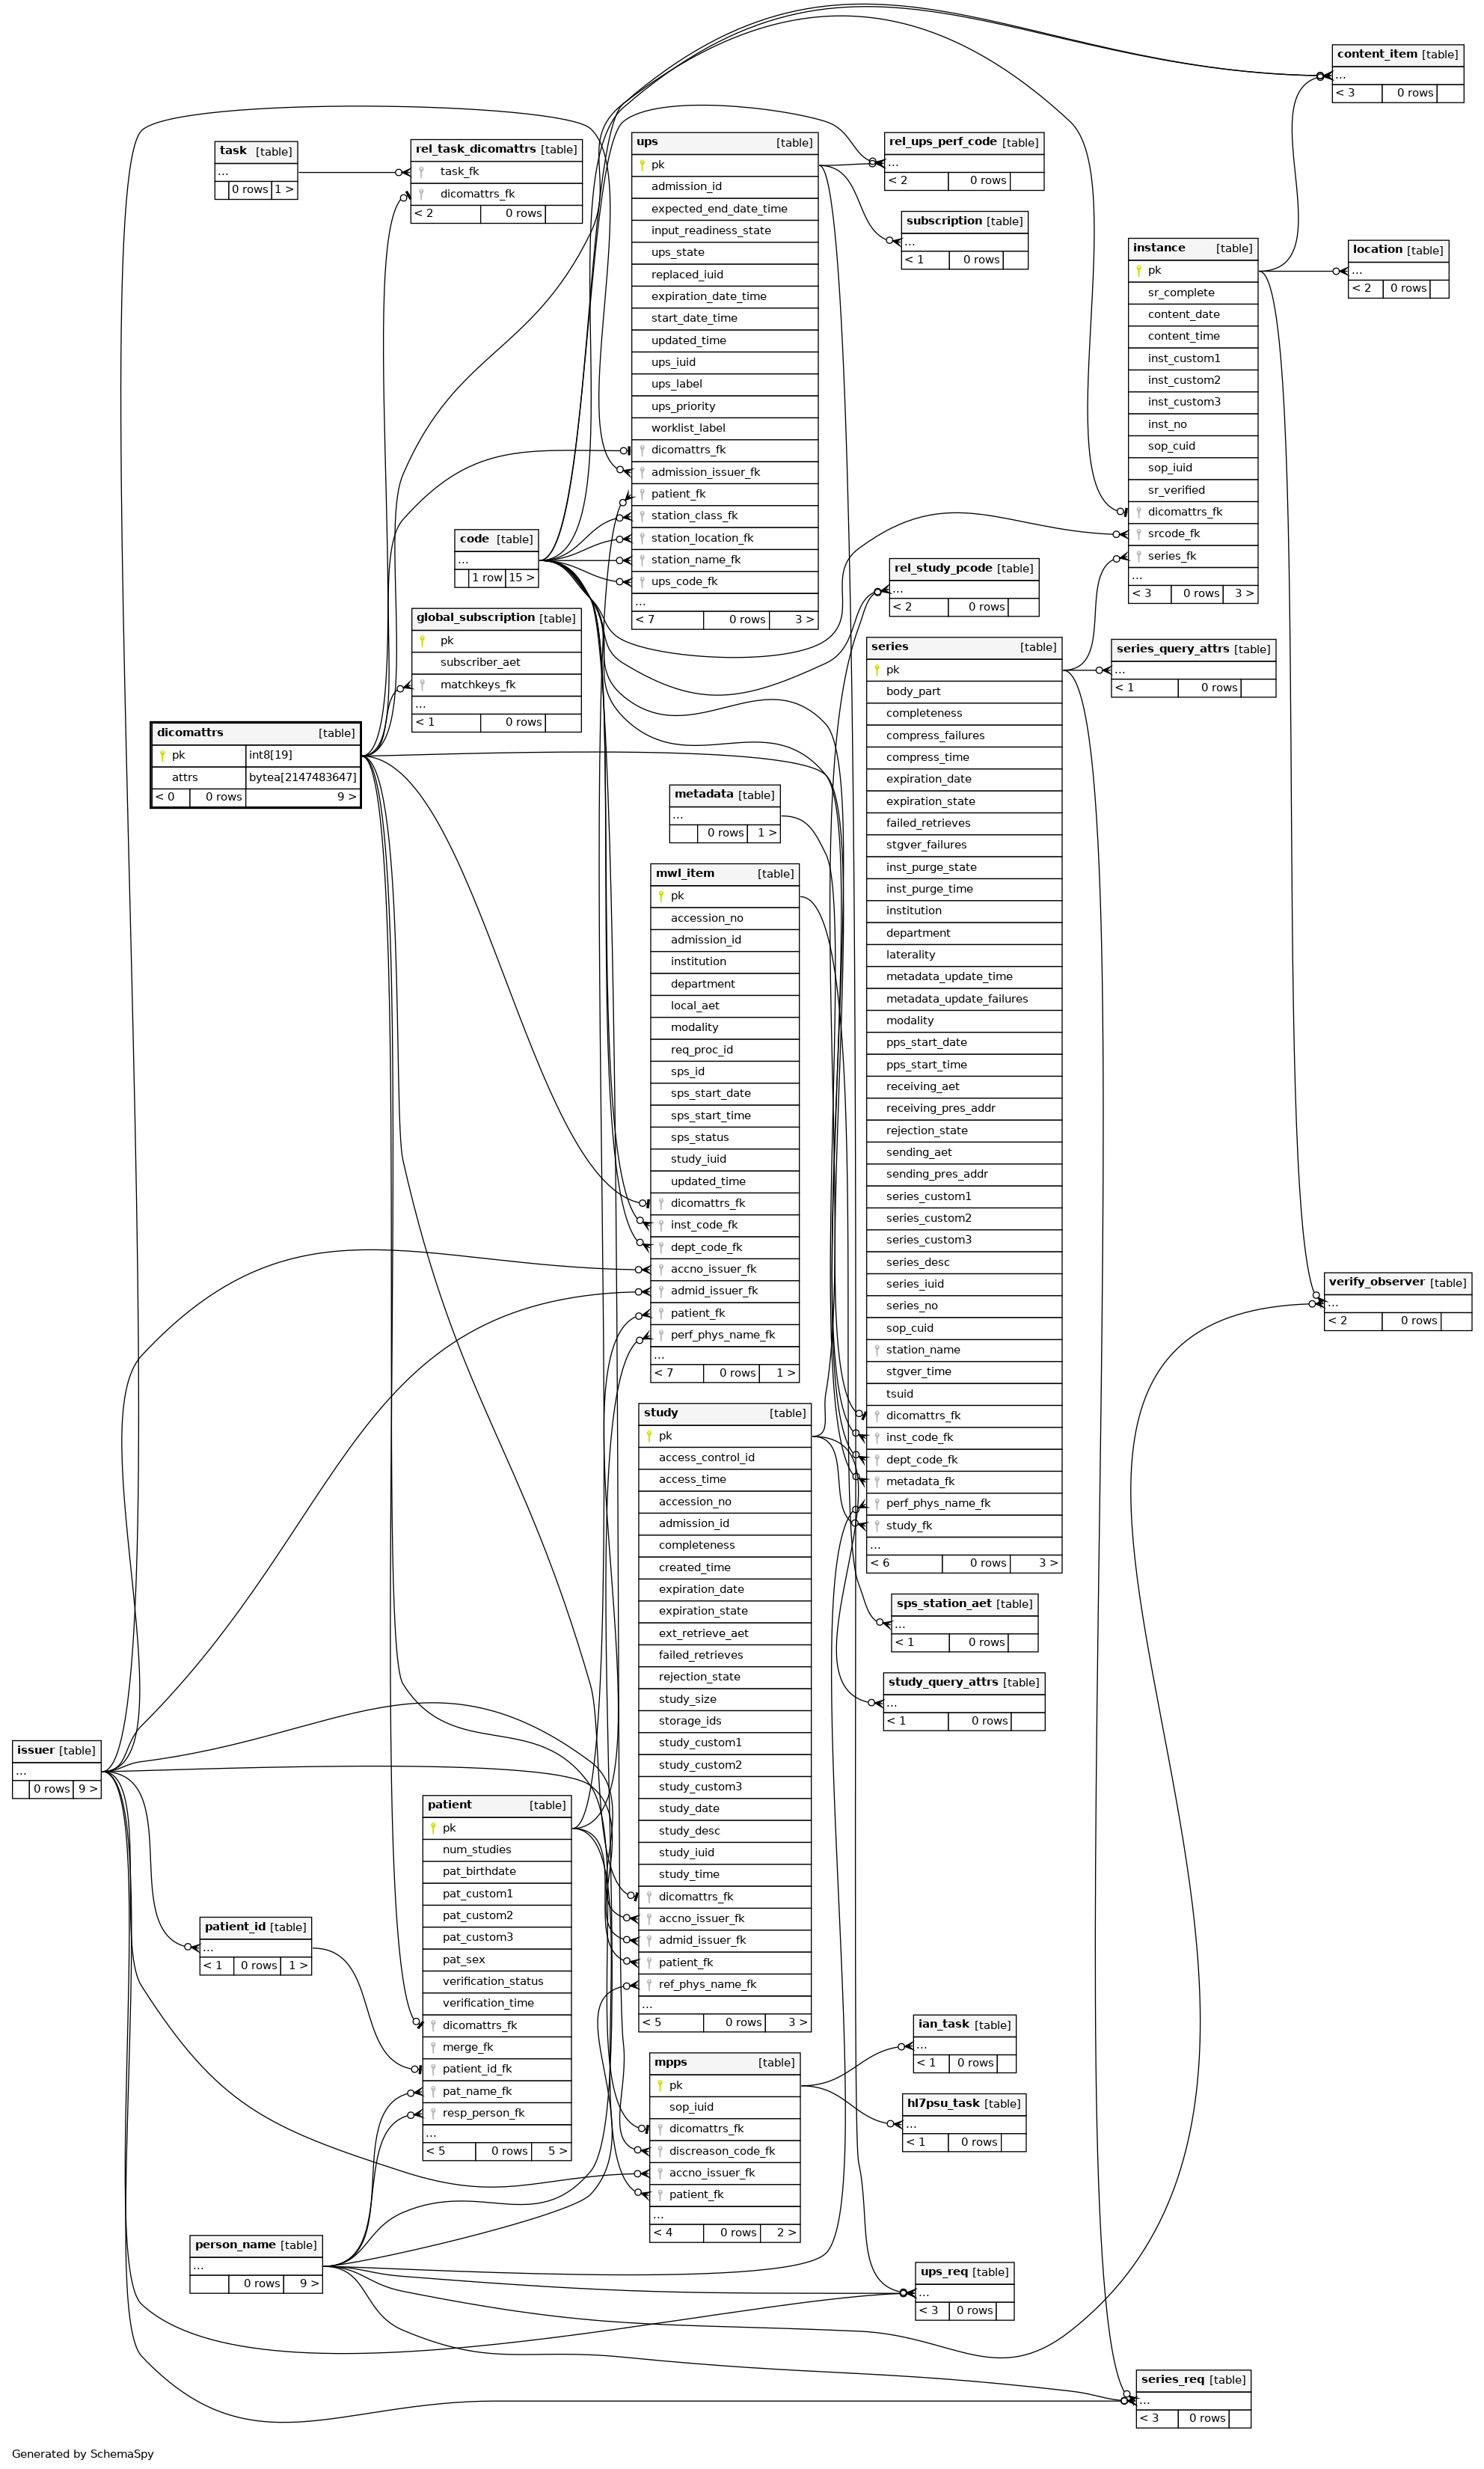 content_item [table]
...
< 3 0 rows
task [table]
...
0 rows 1 >
rel_task_dicomattrs [table]
task_fk
dicomattrs_fk
< 2 0 rows
ups [table]
pk
admission_id
expected_end_date_time
input_readiness_state
ups_state
replaced_iuid
expiration_date_time
start_date_time
updated_time
ups_iuid
ups_label
ups_priority
worklist_label
dicomattrs_fk
admission_issuer_fk
patient_fk
station_class_fk
station_location_fk
station_name_fk
ups_code_fk
...
< 7 0 rows 3 >
rel_ups_perf_code [table]
...
< 2 0 rows
subscription [table]
...
< 1 0 rows
instance [table]
pk
sr_complete
content_date
content_time
inst_custom1
inst_custom2
inst_custom3
inst_no
sop_cuid
sop_iuid
sr_verified
dicomattrs_fk
srcode_fk
series_fk
...
< 3 0 rows 3 >
location [table]
...
< 2 0 rows
code [table]
...
1 row 15 >
rel_study_pcode [table]
...
< 2 0 rows
global_subscription [table]
pk
subscriber_aet
matchkeys_fk
...
< 1 0 rows
series [table]
pk
body_part
completeness
compress_failures
compress_time
expiration_date
expiration_state
failed_retrieves
stgver_failures
inst_purge_state
inst_purge_time
institution
department
laterality
metadata_update_time
metadata_update_failures
modality
pps_start_date
pps_start_time
receiving_aet
receiving_pres_addr
rejection_state
sending_aet
sending_pres_addr
series_custom1
series_custom2
series_custom3
series_desc
series_iuid
series_no
sop_cuid
station_name
stgver_time
tsuid
dicomattrs_fk
inst_code_fk
dept_code_fk
metadata_fk
perf_phys_name_fk
study_fk
...
< 6 0 rows 3 >
series_query_attrs [table]
...
< 1 0 rows
dicomattrs [table]
pk int8[19]
attrs bytea[2147483647]
< 0 0 rows 9 >
metadata [table]
...
0 rows 1 >
mwl_item [table]
pk
accession_no
admission_id
institution
department
local_aet
modality
req_proc_id
sps_id
sps_start_date
sps_start_time
sps_status
study_iuid
updated_time
dicomattrs_fk
inst_code_fk
dept_code_fk
accno_issuer_fk
admid_issuer_fk
patient_fk
perf_phys_name_fk
...
< 7 0 rows 1 >
verify_observer [table]
...
< 2 0 rows
study [table]
pk
access_control_id
access_time
accession_no
admission_id
completeness
created_time
expiration_date
expiration_state
ext_retrieve_aet
failed_retrieves
rejection_state
study_size
storage_ids
study_custom1
study_custom2
study_custom3
study_date
study_desc
study_iuid
study_time
dicomattrs_fk
accno_issuer_fk
admid_issuer_fk
patient_fk
ref_phys_name_fk
...
< 5 0 rows 3 >
sps_station_aet [table]
...
< 1 0 rows
study_query_attrs [table]
...
< 1 0 rows
issuer [table]
...
0 rows 9 >
patient [table]
pk
num_studies
pat_birthdate
pat_custom1
pat_custom2
pat_custom3
pat_sex
verification_status
verification_time
dicomattrs_fk
merge_fk
patient_id_fk
pat_name_fk
resp_person_fk
...
< 5 0 rows 5 >
patient_id [table]
...
< 1 0 rows 1 >
ian_task [table]
...
< 1 0 rows
mpps [table]
pk
sop_iuid
dicomattrs_fk
discreason_code_fk
accno_issuer_fk
patient_fk
...
< 4 0 rows 2 >
hl7psu_task [table]
...
< 1 0 rows
person_name [table]
...
0 rows 9 >
ups_req [table]
...
< 3 0 rows
series_req [table]
...
< 3 0 rows
Generated by SchemaSpy